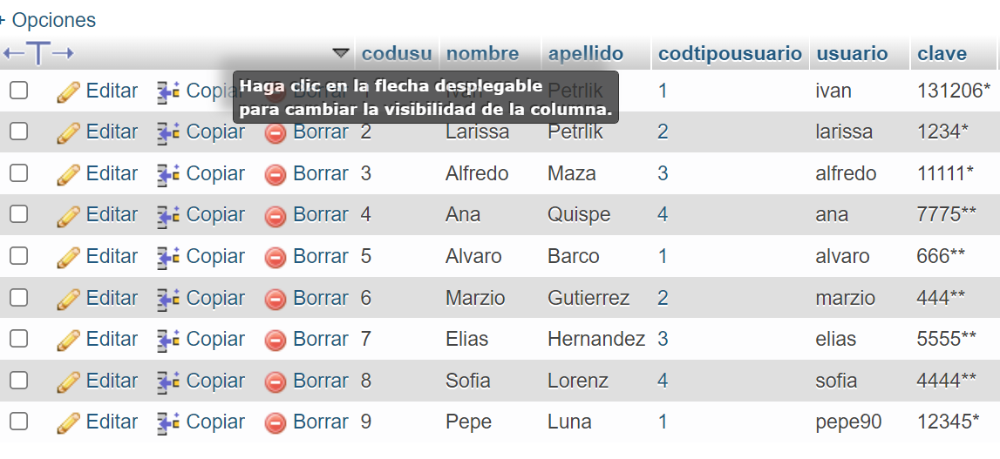 + Opciones
codusu nombre apellido codtipousuario usuario clave
Editar Copiar Petrlik 1 ivan 131206*
Haga clic en la flecha desplegable
para cambiar la visibilidad de la columna.
Editar Copiar Borrar 2 Larissa Petrlik 2 larissa 1234*
Editar Copiar Borrar 3 Alfredo Maza 3 alfredo 11111*
Editar Copiar Borrar 4 Ana Quispe 4 ana 7775**
Editar Copiar Borrar 5 Alvaro Barco 1 alvaro 666**
Editar Copiar Borrar 6 Marzio Gutierrez 2 marzio 444**
Editar Copiar Borrar 7 Elias Hernandez 3 elias 5555**
Editar Copiar Borrar 8 Sofia Lorenz 4 sofia 4444**
Editar Copiar Borrar 9 Pepe Luna 1 pepe90 12345*